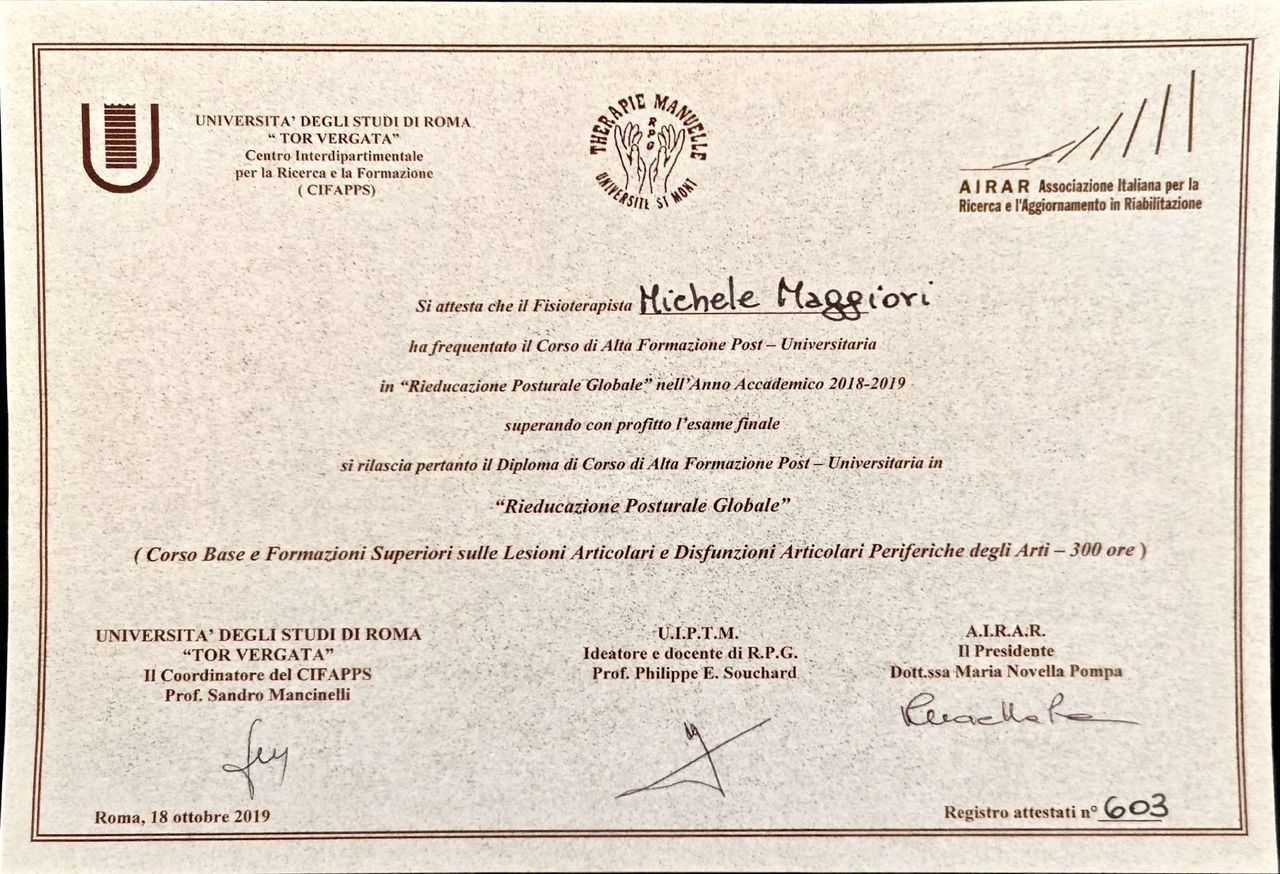 UNIVERSITA' DEGLI STUDI DI ROMA
“ TOR VERGATA”
Centro Interdipartimentale
per la Ricerca e la Formazione
( CIFAPPS)
THERAPIE MANUELLE
RPG
UNIVERSITE ST MONT
AIRAR Associazione Italiana per la
Ricerca e l'Aggiornamento in Riabilitazione
Si attesta che il Fisioterapista Michele Maggiori
ha frequentato il Corso di Alta Formazione Post – Universitaria
in “Rieducazione Posturale Globale” nell'Anno Accademico 2018-2019
superando con profitto l'esame finale
si rilascia pertanto il Diploma di Corso di Alta Formazione Post – Universitaria in
“Rieducazione Posturale Globale”
( Corso Base e Formazioni Superiori sulle Lesioni Articolari e Disfunzioni Articolari Periferiche degli Arti – 300 ore )
UNIVERSITA' DEGLI STUDI DI ROMA
“TOR VERGATA”
Il Coordinatore del CIFAPPS
Prof. Sandro Mancinelli
U.I.P.T.M.
Ideatore e docente di R.P.G.
Prof. Philippe E. Souchard
A.I.R.A.R.
Il Presidente
Dott.ssa Maria Novella Pompa
Roma, 18 ottobre 2019
Registro attestati n° 603